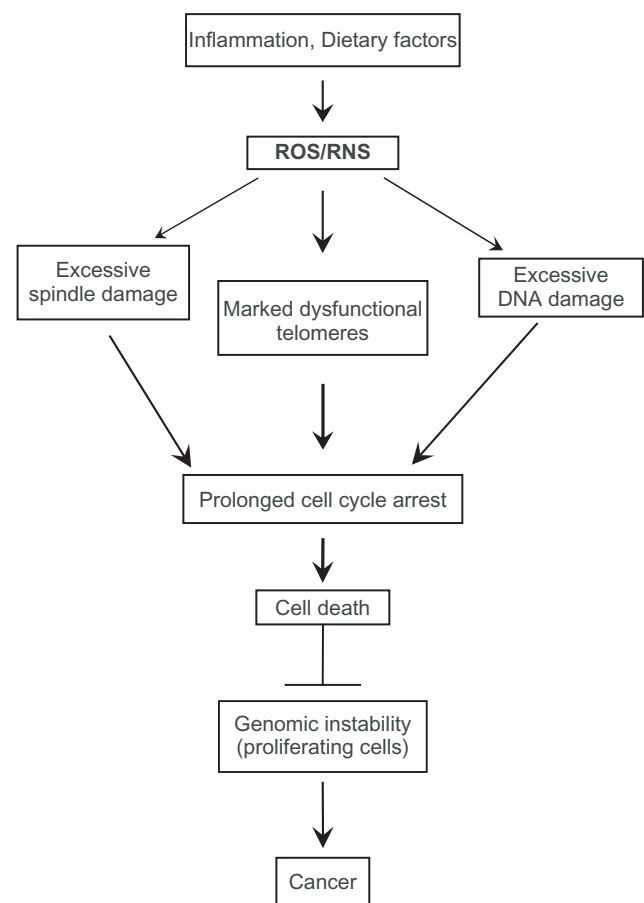 Inflammation, Dietary factors
ROS/RNS
Excessive
spindle damage
Marked dysfunctional
telomeres
Excessive
DNA damage
Prolonged cell cycle arrest
Cell death
Genomic instability
(proliferating cells)
Cancer